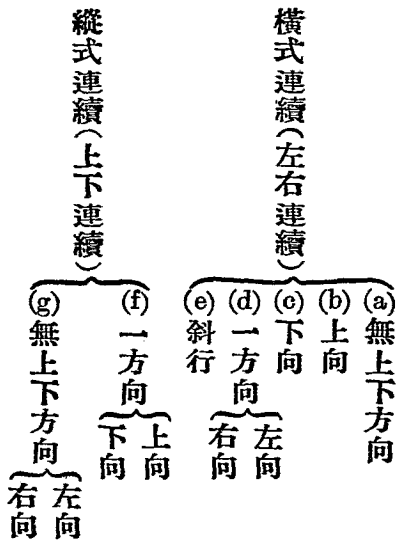 橫式連續(左右連續)
(a)無上下方向
(b)上向
(c)下向
(d)一方向
左向
右向
(e)斜行
縱式連續(上下連續)
(f)一方向
上向
下向
(g)無上下方向
左向
右向